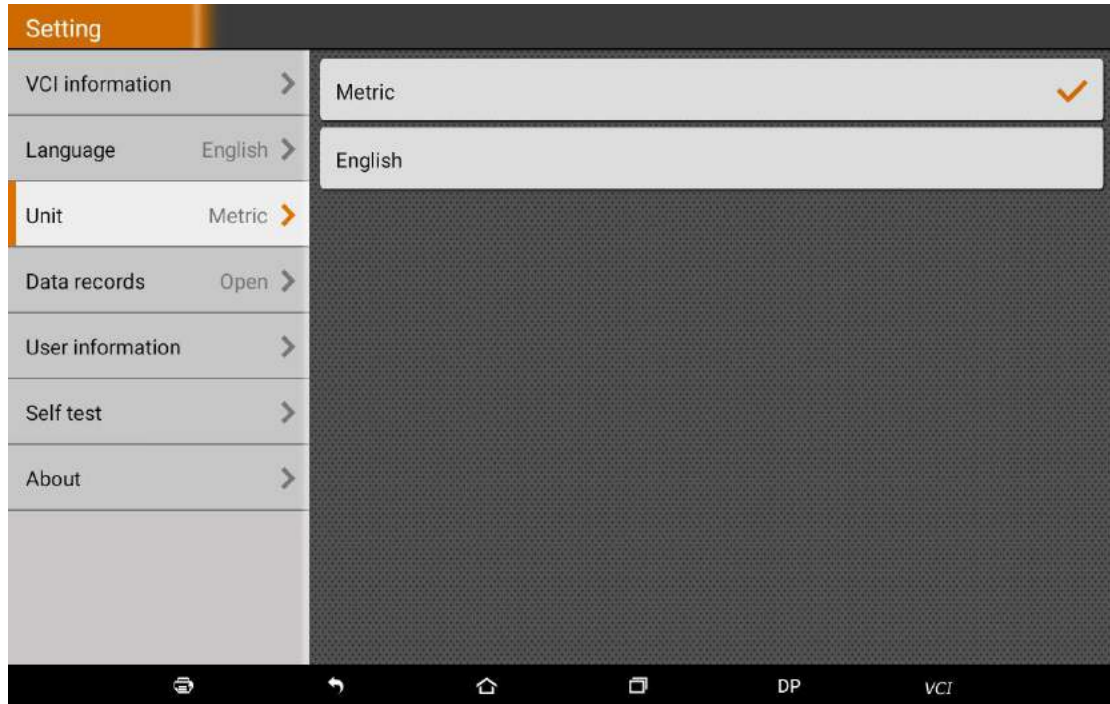 Setting
VCI information
Language English
Unit Metric
Data records Open
User information
Self test
About
Metric
English
DP VCI